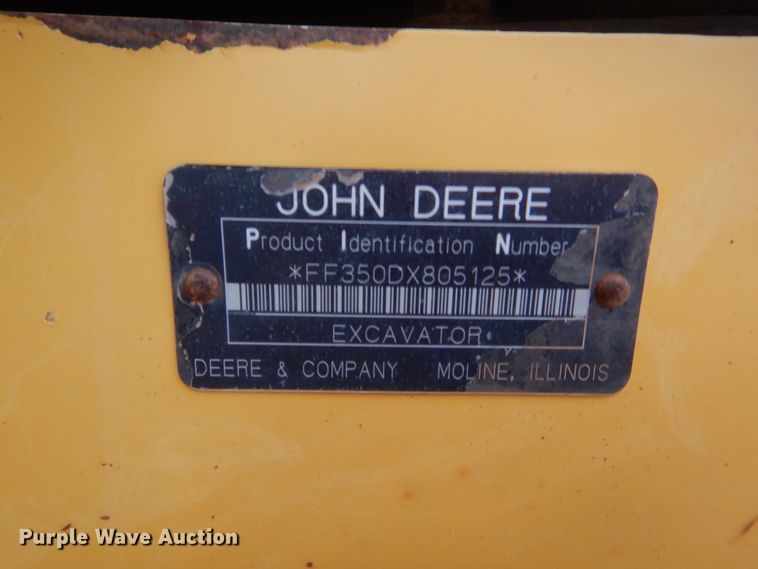 JOHN DEERE
Product Identification Number
*FF350DX805125*
EXCAVATOR
DEERE & COMPANY MOLINE, ILLINOIS
Purple Wave Auction